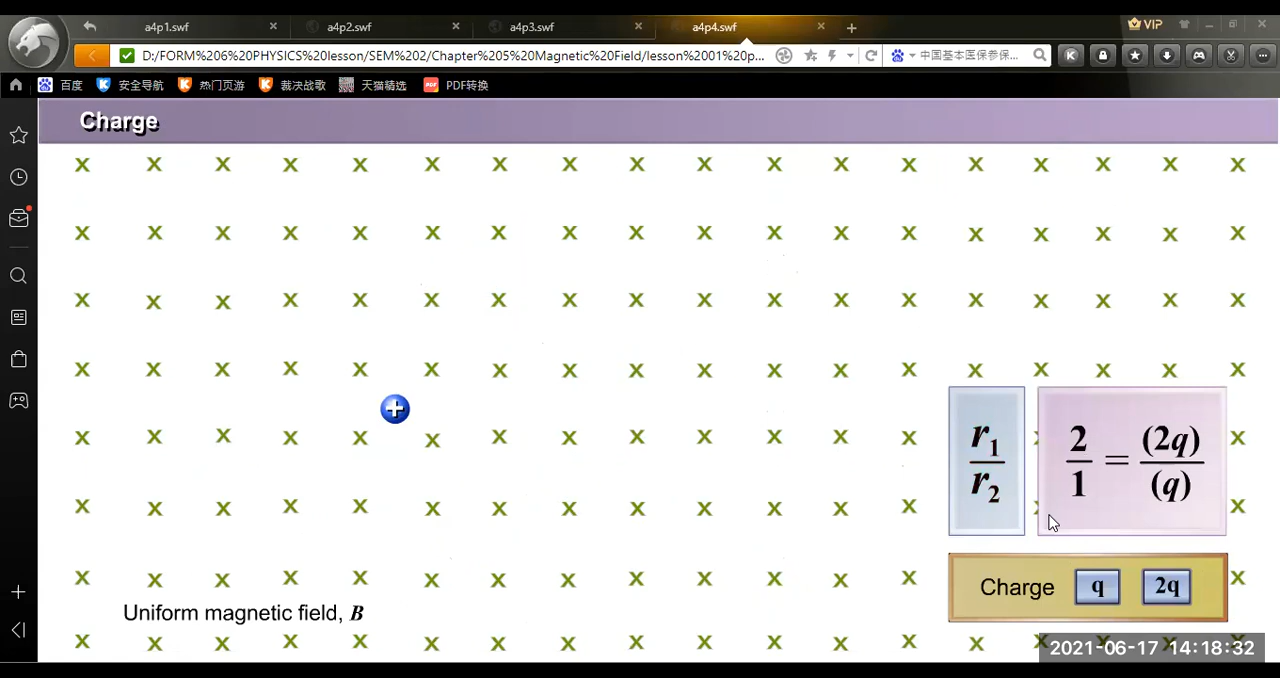 a4p1.swf
a4p2.swf
a4p3.swf
a4p4.swf
VIP
D:/FORM%206%20PHYSICS%20lesson/SEM%202/Chapter%205%20Magnetic%20Field/lesson%2001%20p...
中国基本医保参保...
百度
安全导航
热门页游
裁决战歌
天猫精选
PDF转换
Charge
x x x x x x x x x x x x x x x x x x
x x x x x x x x x x x x x x x x x x
x x x x x x x x x x x x x x x x x x
x x x x x x x x x x x x x x x x x x
+
x x x x x x x x x x x x x x
r1/r2
2/1 = (2q)/(q)
x x x x x x x x x x x x x x
x x x x x x x x x x x x x x
Charge q 2q
Uniform magnetic field, B
x x x x x x x x x x x x x x
2021-06-17 14:18:32